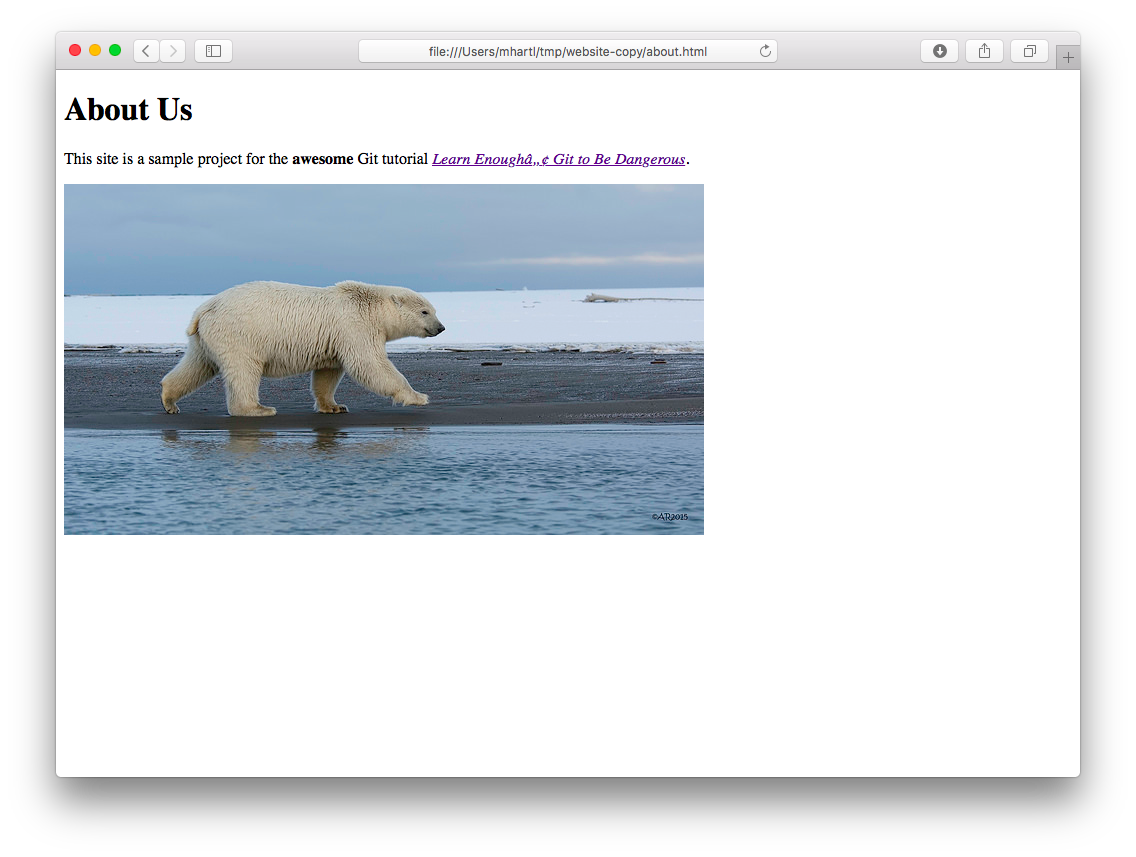 file:///Users/mhartl/tmp/website-copy/about.html
About Us
This site is a sample project for the awesome Git tutorial Learn Enoughâ„¢ Git to Be Dangerous.
©AR2015